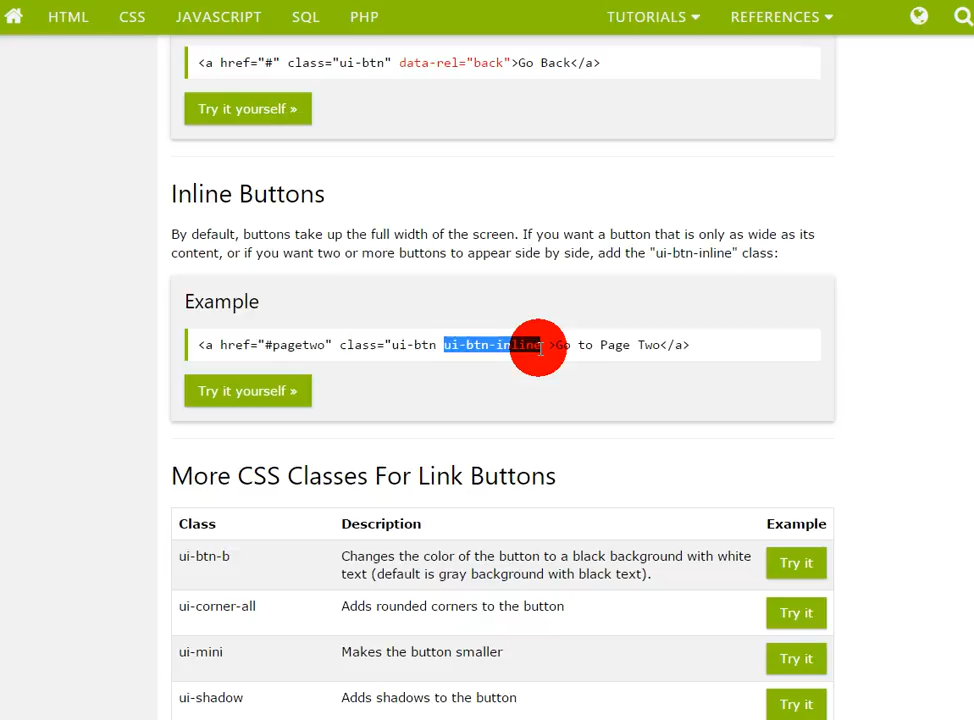 HTML CSS JAVASCRIPT SQL PHP TUTORIALS REFERENCES
<a href="#" class="ui-btn" data-rel="back">Go Back</a>
Try it yourself »
Inline Buttons
By default, buttons take up the full width of the screen. If you want a button that is only as wide as its
content, or if you want two or more buttons to appear side by side, add the "ui-btn-inline" class:
Example
<a href="#pagetwo" class="ui-btn ui-btn-inline">Go to Page Two</a>
Try it yourself »
More CSS Classes For Link Buttons
Class Description Example
ui-btn-b Changes the color of the button to a black background with white
text (default is gray background with black text). Try it
ui-corner-all Adds rounded corners to the button Try it
ui-mini Makes the button smaller Try it
ui-shadow Adds shadows to the button Try it